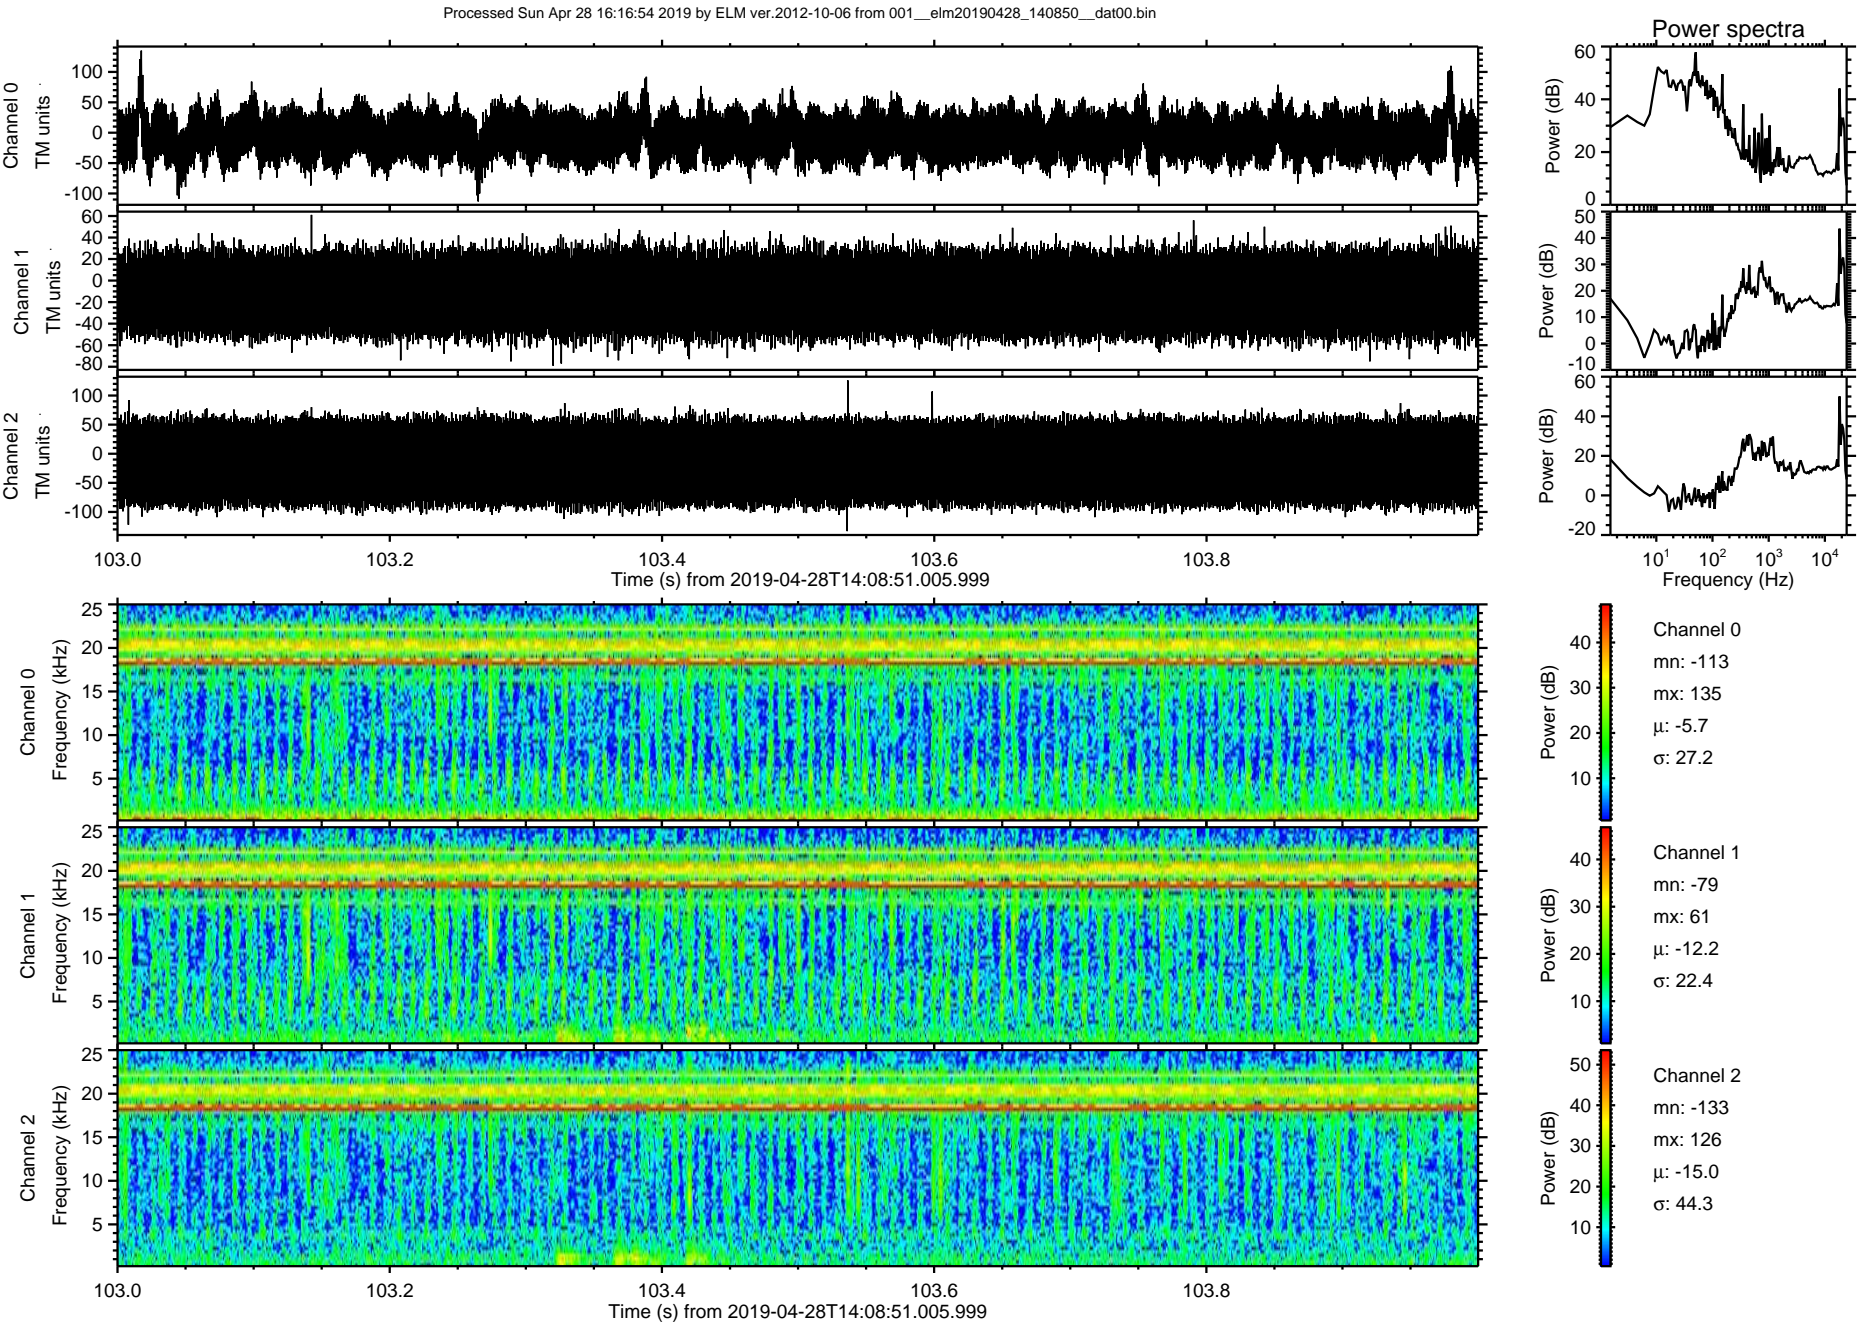 Processed Sun Apr 28 16:16:54 2019 by ELM ver.2012-10-06 from 001__elm20190428_140850__dat00.bin
Power spectra
Channel 0
TM units
100
50
0
-50
-100
Power (dB)
60
40
20
0
Channel 1
TM units
60
40
20
0
-20
-40
-60
-80
Power (dB)
50
40
30
20
10
0
-10
Channel 2
TM units
100
50
0
-50
-100
Power (dB)
60
40
20
0
-20
103.0 103.2 103.4 103.6 103.8
Time (s) from 2019-04-28T14:08:51.005.999
10¹ 10² 10³ 10⁴
Frequency (Hz)
Channel 0
Frequency (kHz)
25
20
15
10
5
Power (dB)
40
30
20
10
Channel 0
mn: -113
mx: 135
μ: -5.7
σ: 27.2
Channel 1
Frequency (kHz)
25
20
15
10
5
Power (dB)
40
30
20
10
Channel 1
mn: -79
mx: 61
μ: -12.2
σ: 22.4
Channel 2
Frequency (kHz)
25
20
15
10
5
Power (dB)
50
40
30
20
10
Channel 2
mn: -133
mx: 126
μ: -15.0
σ: 44.3
103.0 103.2 103.4 103.6 103.8
Time (s) from 2019-04-28T14:08:51.005.999